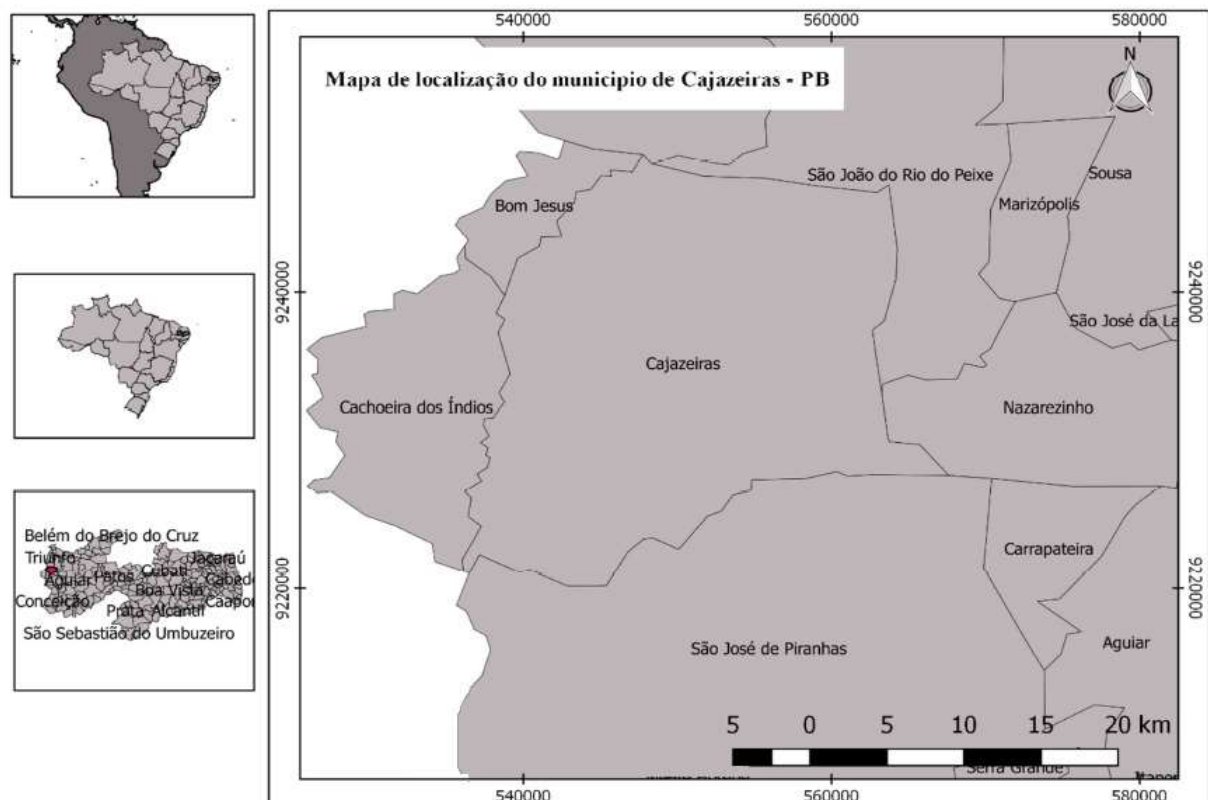 540000 560000 580000
Mapa de localização do municipio de Cajazeiras - PB
N
São João do Rio do Peixe
Sousa
Bom Jesus
Marizópolis
9240000
9240000
São José da La
Cajazeiras
Cachoeira dos Índios
Nazarezinho
Carrapateira
9220000
9220000
Aguiar
São José de Piranhas
5 0 5 10 15 20 km
Serra Grande
540000 560000 580000
Belém do Brejo do Cruz
Triunfo
Jacaraú
Aguiar
Patos
Cubati
Cabede
Boa Vista
Conceição
Caapor
Prata
Alcantil
São Sebastião do Umbuzeiro